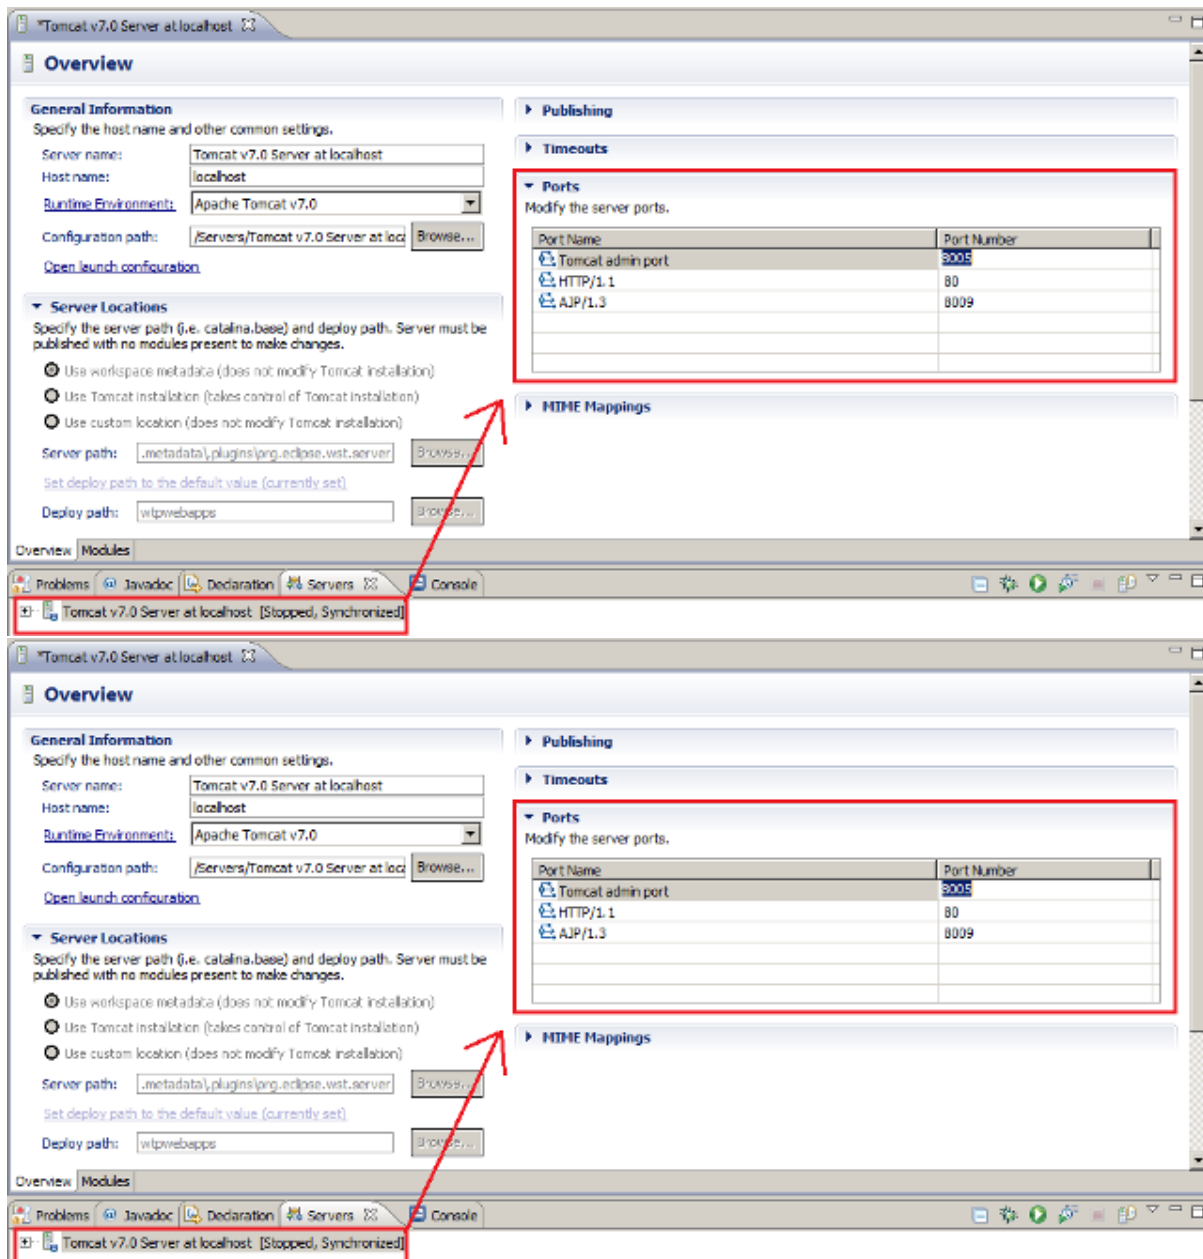 *Tomcat v7.0 Server at localhost
Overview
General Information
Specify the host name and other common settings.
Server name: Tomcat v7.0 Server at localhost
Host name: localhost
Runtime Environment: Apache Tomcat v7.0
Configuration path: /Servers/Tomcat v7.0 Server at loca Browse...
Open launch configuration
Server Locations
Specify the server path (i.e. catalina.base) and deploy path. Server must be
published with no modules present to make changes.
Use workspace metadata (does not modify Tomcat installation)
Use Tomcat installation (takes control of Tomcat installation)
Use custom location (does not modify Tomcat installation)
Server path: .metadata\.plugins\org.eclipse.wst.server Browse...
Set deploy path to the default value (currently set)
Deploy path: wtpwebapps Browse...
Publishing
Timeouts
Ports
Modify the server ports.
Port Name Port Number
Tomcat admin port 8005
HTTP/1.1 80
AJP/1.3 8009
MIME Mappings
Overview Modules
Problems Javadoc Declaration Servers Console
Tomcat v7.0 Server at localhost [Stopped, Synchronized]
*Tomcat v7.0 Server at localhost
Overview
General Information
Specify the host name and other common settings.
Server name: Tomcat v7.0 Server at localhost
Host name: localhost
Runtime Environment: Apache Tomcat v7.0
Configuration path: /Servers/Tomcat v7.0 Server at loca Browse...
Open launch configuration
Server Locations
Specify the server path (i.e. catalina.base) and deploy path. Server must be
published with no modules present to make changes.
Use workspace metadata (does not modify Tomcat installation)
Use Tomcat installation (takes control of Tomcat installation)
Use custom location (does not modify Tomcat installation)
Server path: .metadata\.plugins\org.eclipse.wst.server Browse...
Set deploy path to the default value (currently set)
Deploy path: wtpwebapps Browse...
Publishing
Timeouts
Ports
Modify the server ports.
Port Name Port Number
Tomcat admin port 8005
HTTP/1.1 80
AJP/1.3 8009
MIME Mappings
Overview Modules
Problems Javadoc Declaration Servers Console
Tomcat v7.0 Server at localhost [Stopped, Synchronized]